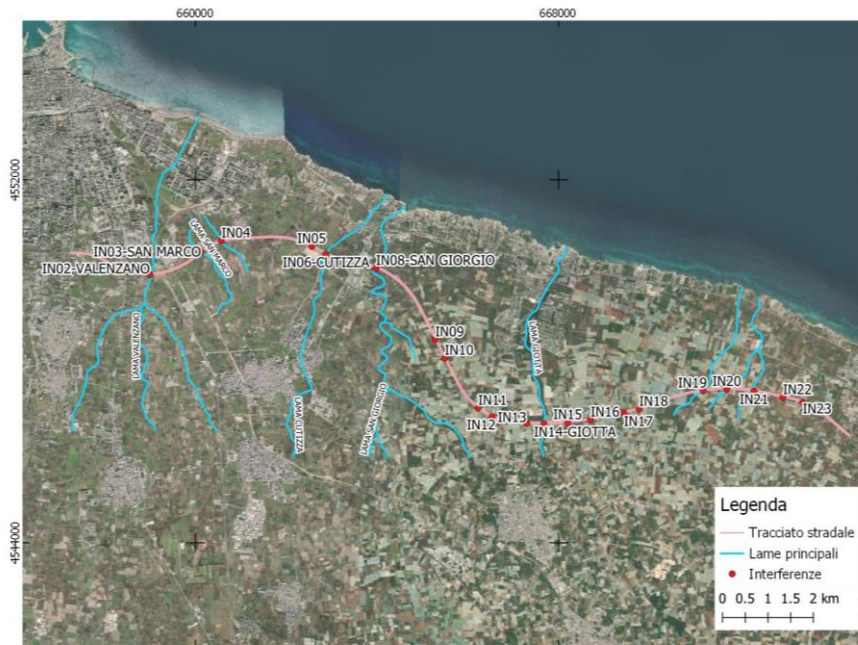 660000
668000
4552000
4544000
IN04
IN03-SAN MARCO
LAMA SAN MARCO
IN05
IN02-VALENZANO
IN06-CUTIZZA
IN08-SAN GIORGIO
LAMA VALENZANO
IN09
IN10
LAMA GIOTTA
LAMA CUTIZZA
LAMA SAN GIORGIO
IN11
IN12
IN13
IN14-GIOTTA
IN15
IN16
IN17
IN18
IN19
IN20
IN21
IN22
IN23
Legenda
Tracciato stradale
Lame principali
Interferenze
0 0.5 1 1.5 2 km